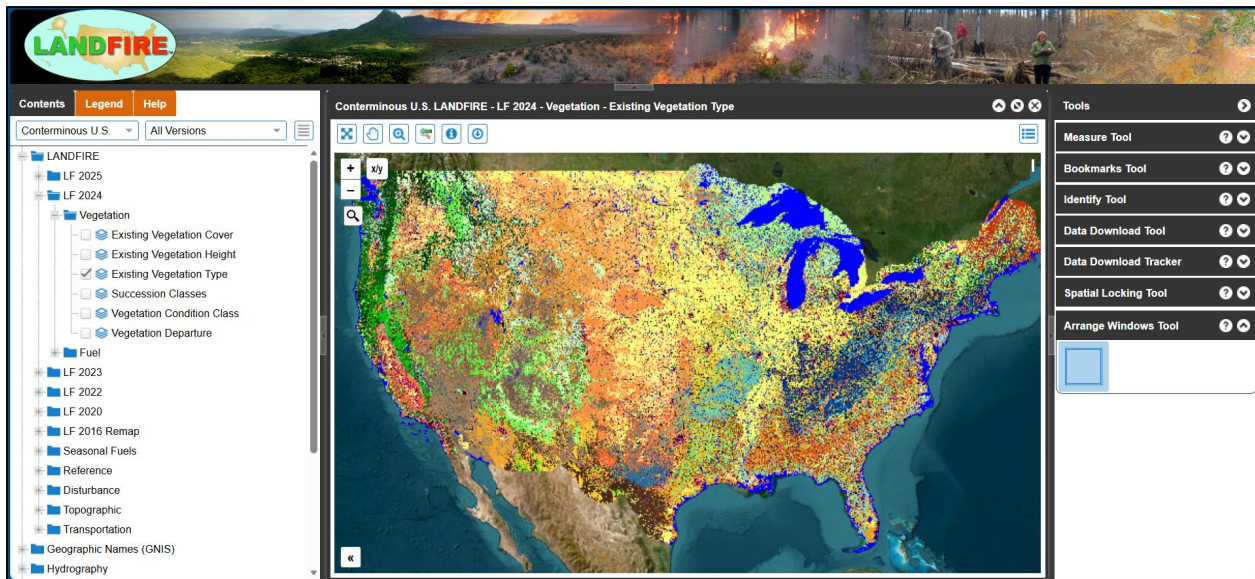 LANDFIRE™
Contents Legend Help
Conterminous U.S. All Versions
LANDFIRE
LF 2025
LF 2024
Vegetation
Existing Vegetation Cover
Existing Vegetation Height
Existing Vegetation Type
Succession Classes
Vegetation Condition Class
Vegetation Departure
Fuel
LF 2023
LF 2022
LF 2020
LF 2016 Remap
Seasonal Fuels
Reference
Disturbance
Topographic
Transportation
Geographic Names (GNIS)
Hydrography
Conterminous U.S. LANDFIRE - LF 2024 - Vegetation - Existing Vegetation Type
+ x/y
−
«
Tools
Measure Tool ?
Bookmarks Tool ?
Identify Tool ?
Data Download Tool ?
Data Download Tracker ?
Spatial Locking Tool ?
Arrange Windows Tool ?